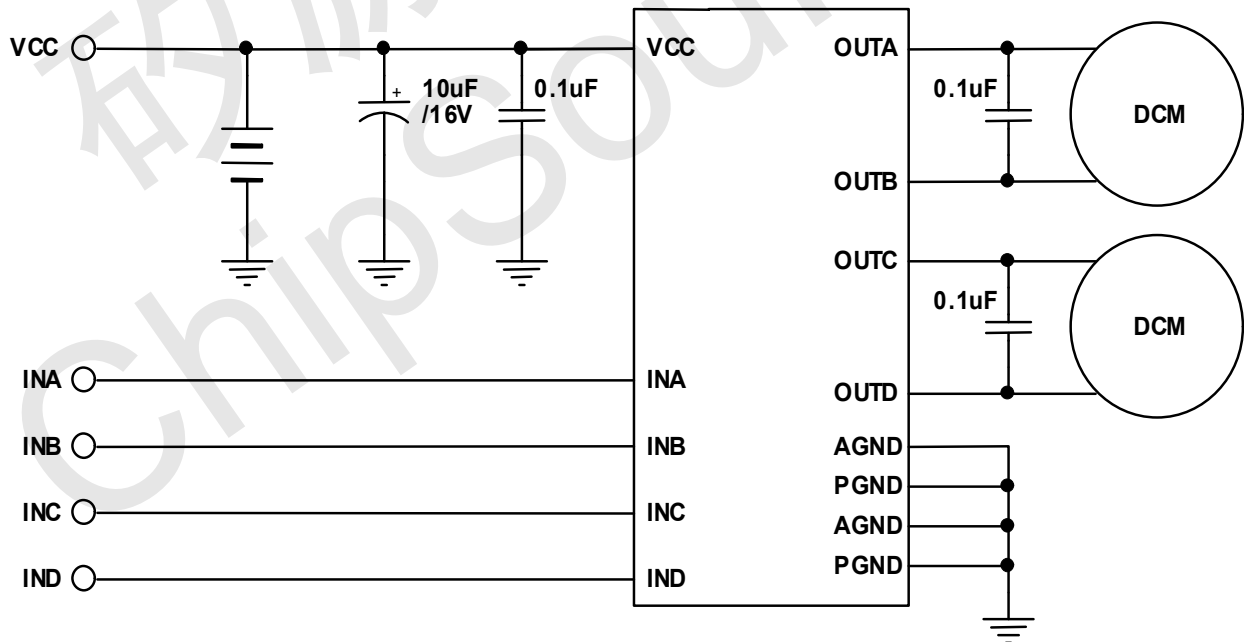 VCC
VCC
OUTA
+ 10uF
/16V
0.1uF
0.1uF
DCM
OUTB
OUTC
0.1uF
DCM
INA
INA
OUTD
INB
INB
AGND
PGND
INC
INC
AGND
PGND
IND
IND
ChipSour